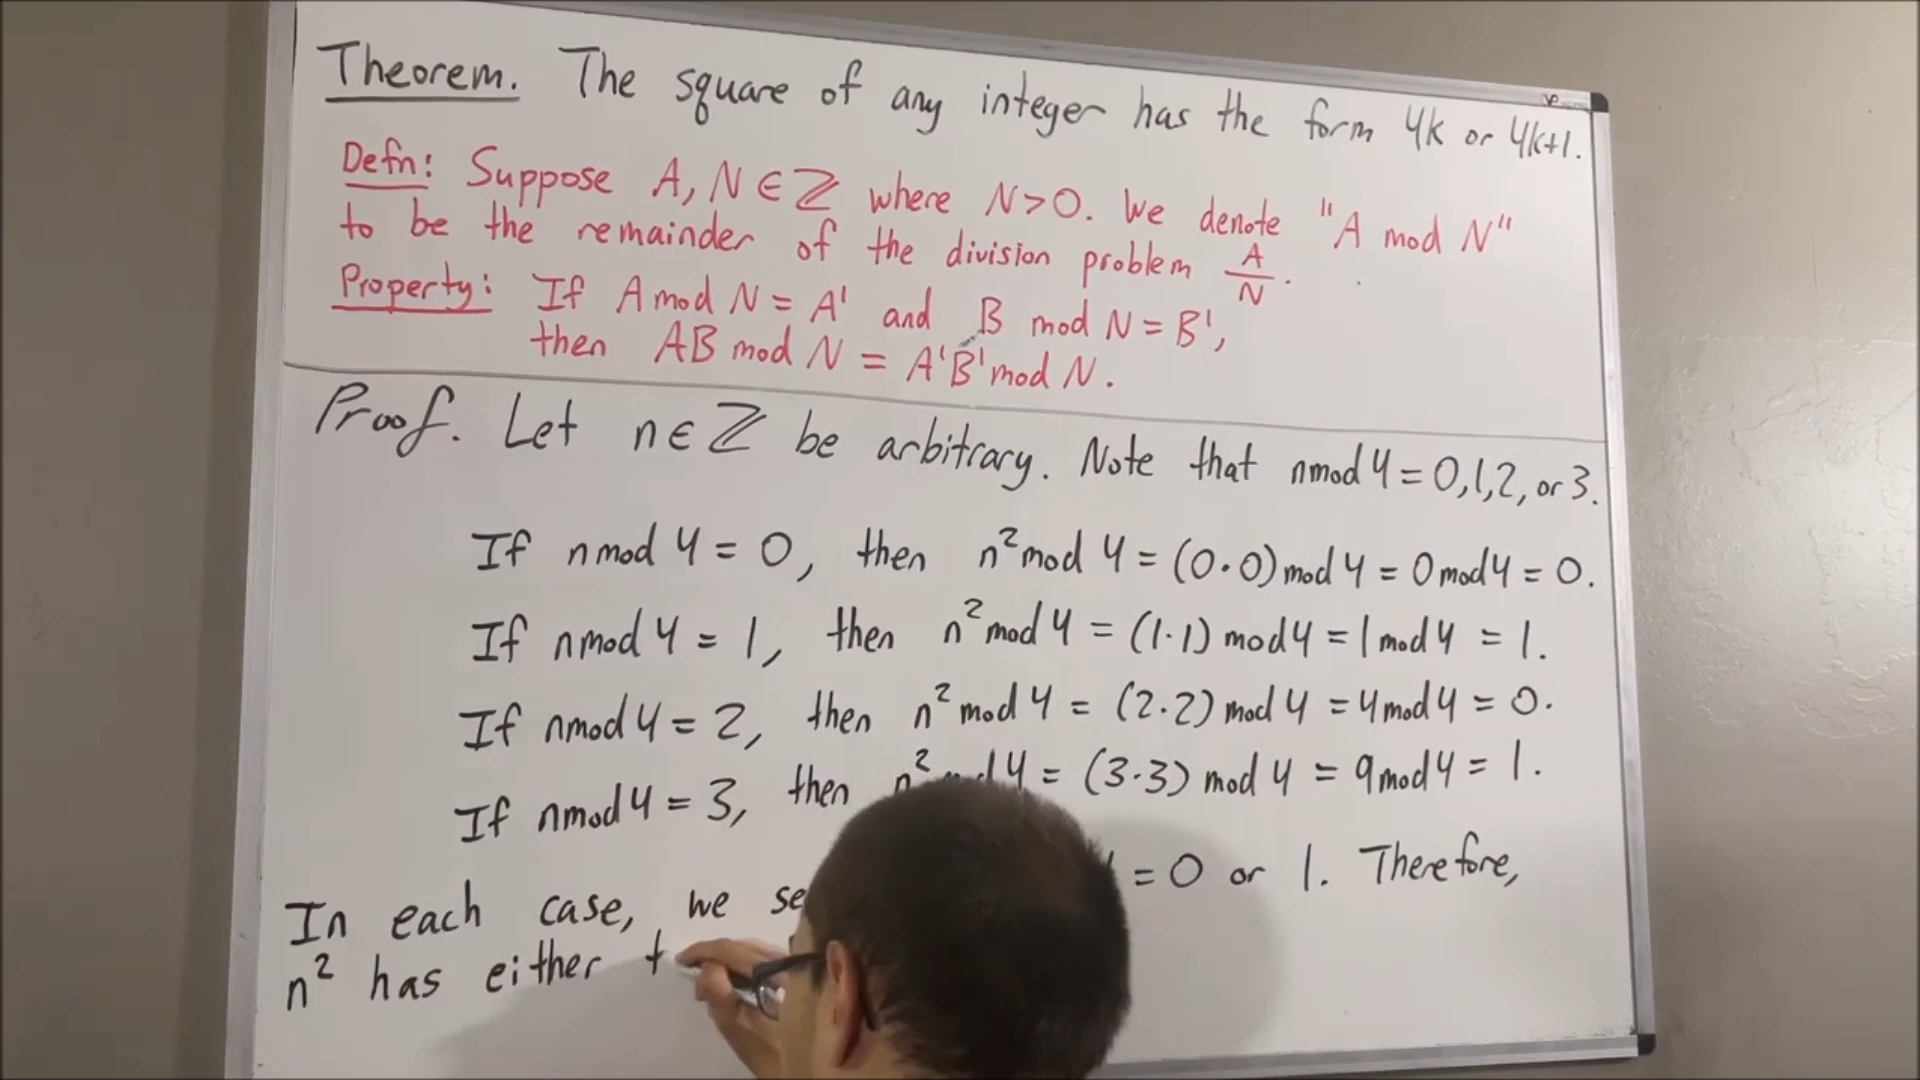 Theorem. The square of any integer has the form 4k or 4k+1.
Defn: Suppose A, N ∈ ℤ where N > 0. We denote "A mod N"
to be the remainder of the division problem A/N.
Property: If A mod N = A' and B mod N = B',
then AB mod N = A'B' mod N.
Proof. Let n ∈ ℤ be arbitrary. Note that n mod 4 = 0, 1, 2, or 3.
If n mod 4 = 0, then n² mod 4 = (0·0) mod 4 = 0 mod 4 = 0.
If n mod 4 = 1, then n² mod 4 = (1·1) mod 4 = 1 mod 4 = 1.
If n mod 4 = 2, then n² mod 4 = (2·2) mod 4 = 4 mod 4 = 0.
If n mod 4 = 3, then n² mod 4 = (3·3) mod 4 = 9 mod 4 = 1.
In each case, we = 0 or 1. Therefore,
n² has either